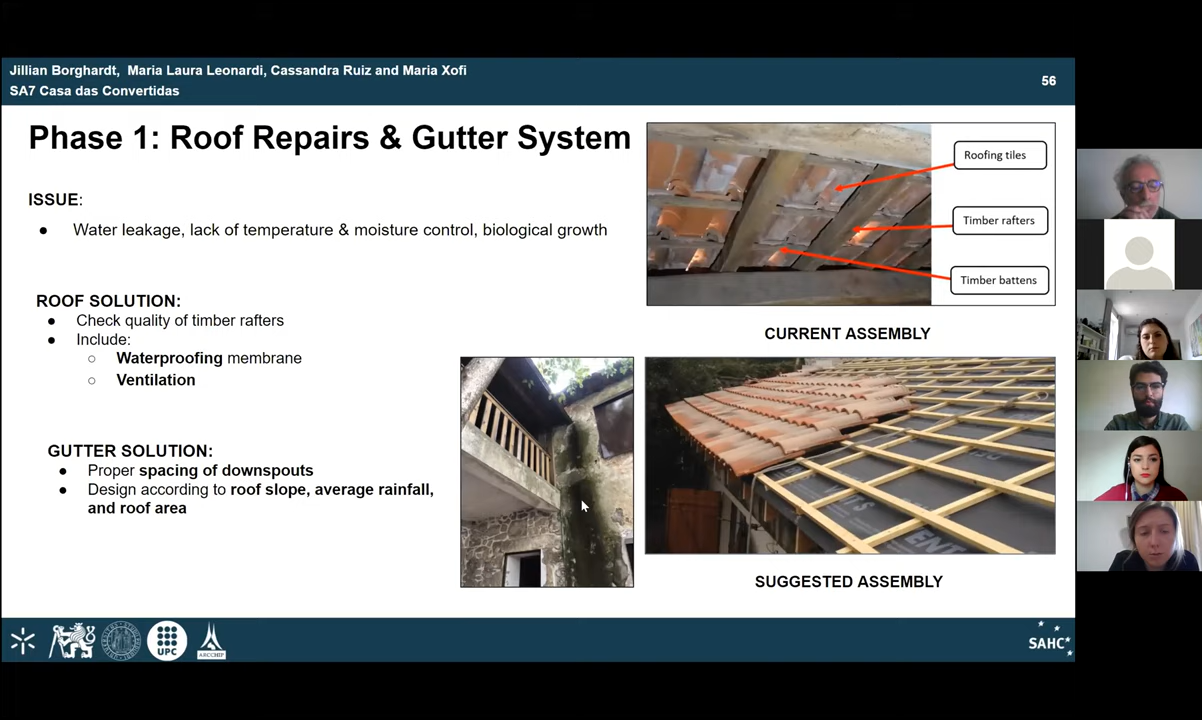 Jillian Borghardt,  Maria Laura Leonardi, Cassandra Ruiz and Maria Xofi
SA7 Casa das Convertidas
56
Phase 1: Roof Repairs & Gutter System
ISSUE:
● Water leakage, lack of temperature & moisture control, biological growth
ROOF SOLUTION:
● Check quality of timber rafters
● Include:
○ Waterproofing membrane
○ Ventilation
GUTTER SOLUTION:
● Proper spacing of downspouts
● Design according to roof slope, average rainfall,
and roof area
Roofing tiles
Timber rafters
Timber battens
CURRENT ASSEMBLY
SUGGESTED ASSEMBLY
UPC
ARCCHIP
SAHC